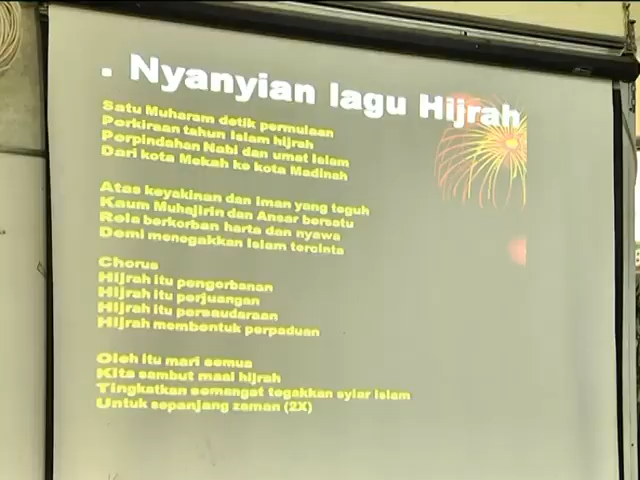 . Nyanyian lagu Hijrah
Satu Muharam detik permulaan
Perkiraan tahun Islam hijrah
Perpindahan Nabi dan umat Islam
Dari kota Mekah ke kota Madinah
Atas keyakinan dan iman yang teguh
Kaum Muhajirin dan Ansar bersatu
Rela berkorban harta dan nyawa
Demi menegakkan Islam tercinta
Chorus
Hijrah itu pengorbanan
Hijrah itu perjuangan
Hijrah itu persaudaraan
Hijrah membentuk perpaduan
Oleh itu mari semua
Kita sambut maal hijrah
Tingkatkan semangat tegakkan syiar Islam
Untuk sepanjang zaman (2X)